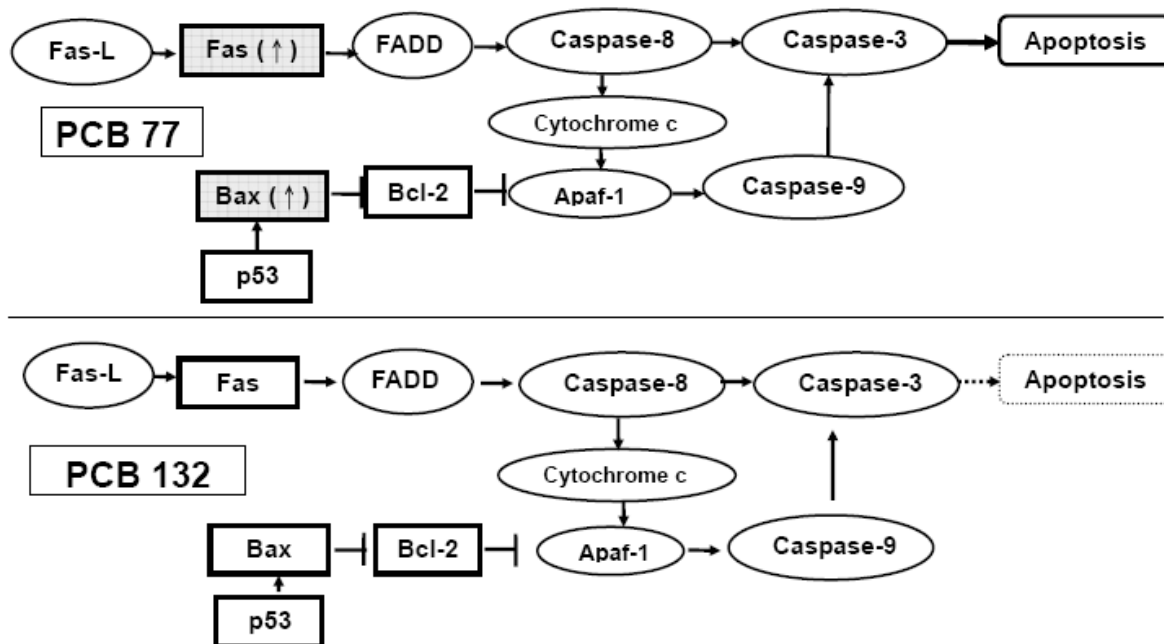 Fas-L
Fas (↑)
FADD
Caspase-8
Caspase-3
Apoptosis
PCB 77
Cytochrome c
Bax (↑)
Bcl-2
Apaf-1
Caspase-9
p53
Fas-L
Fas
FADD
Caspase-8
Caspase-3
Apoptosis
PCB 132
Cytochrome c
Bax
Bcl-2
Apaf-1
Caspase-9
p53